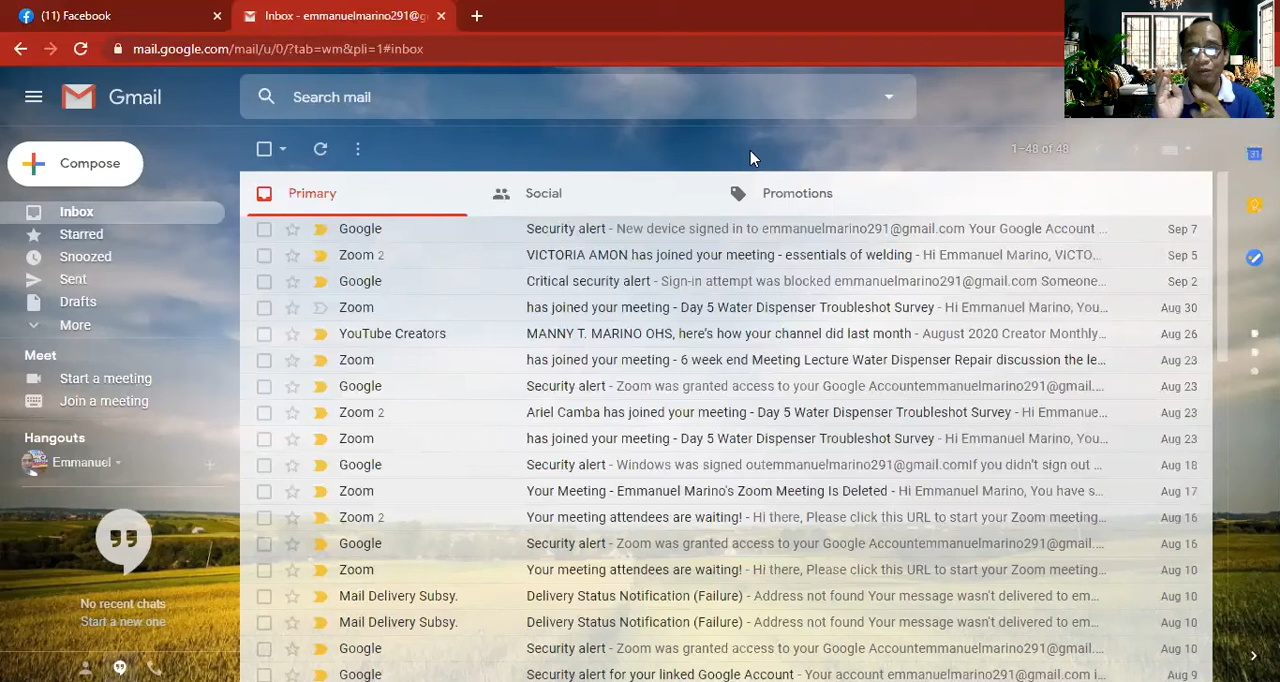 (11) Facebook
Inbox - emmanuelmarino291@g
mail.google.com/mail/u/0/?tab=wm&pli=1#inbox
Gmail
Search mail
Compose
1–48 of 48
Primary Social Promotions
Inbox
Starred
Snoozed
Sent
Drafts
More
Meet
Start a meeting
Join a meeting
Hangouts
Emmanuel
No recent chats
Start a new one
Google Security alert - New device signed in to emmanuelmarino291@gmail.com Your Google Account ... Sep 7
Zoom 2 VICTORIA AMON has joined your meeting - essentials of welding - Hi Emmanuel Marino, VICTO... Sep 5
Google Critical security alert - Sign-in attempt was blocked emmanuelmarino291@gmail.com Someone... Sep 2
Zoom has joined your meeting - Day 5 Water Dispenser Troubleshot Survey - Hi Emmanuel Marino, You... Aug 30
YouTube Creators MANNY T. MARINO OHS, here's how your channel did last month - August 2020 Creator Monthly... Aug 26
Zoom has joined your meeting - 6 week end Meeting Lecture Water Dispenser Repair discussion the le... Aug 23
Google Security alert - Zoom was granted access to your Google Accountemmanuelmarino291@gmail.... Aug 23
Zoom 2 Ariel Camba has joined your meeting - Day 5 Water Dispenser Troubleshot Survey - Hi Emmanue... Aug 23
Zoom has joined your meeting - Day 5 Water Dispenser Troubleshot Survey - Hi Emmanuel Marino, You... Aug 23
Google Security alert - Windows was signed outemmanuelmarino291@gmail.comIf you didn't sign out ... Aug 18
Zoom Your Meeting - Emmanuel Marino's Zoom Meeting Is Deleted - Hi Emmanuel Marino, You have s... Aug 17
Zoom 2 Your meeting attendees are waiting! - Hi there, Please click this URL to start your Zoom meeting... Aug 16
Google Security alert - Zoom was granted access to your Google Accountemmanuelmarino291@gmail.... Aug 16
Zoom Your meeting attendees are waiting! - Hi there, Please click this URL to start your Zoom meeting... Aug 10
Mail Delivery Subsy. Delivery Status Notification (Failure) - Address not found Your message wasn't delivered to em... Aug 10
Mail Delivery Subsy. Delivery Status Notification (Failure) - Address not found Your message wasn't delivered to em... Aug 10
Google Security alert - Zoom was granted access to your Google Accountemmanuelmarino291@gmail.... Aug 10
Google Security alert for your linked Google Account - Your account emmanuelmarino291@gmail.com i... Aug 9